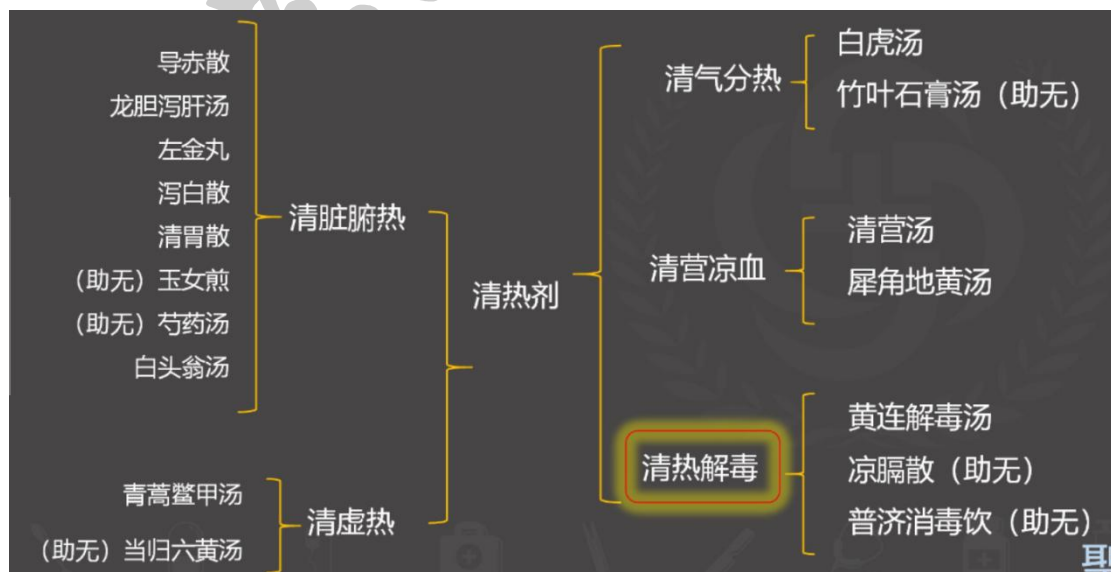 导赤散
龙胆泻肝汤
左金丸
泻白散
清胃散
（助无）玉女煎
（助无）芍药汤
白头翁汤
清脏腑热
青蒿鳖甲汤
（助无）当归六黄汤
清虚热
清热剂
清气分热
白虎汤
竹叶石膏汤（助无）
清营凉血
清营汤
犀角地黄汤
清热解毒
黄连解毒汤
凉膈散（助无）
普济消毒饮（助无）